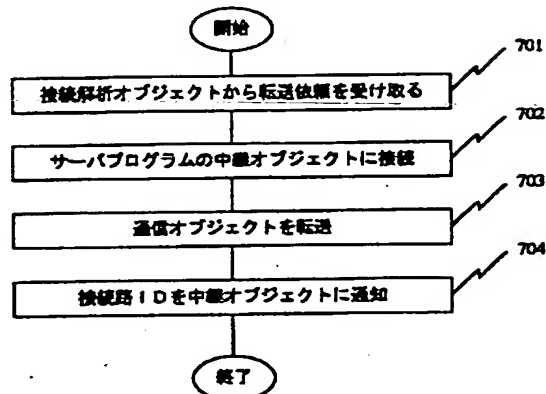 開始
701
接続解析オブジェクトから転送依頼を受け取る
702
サーバプログラムの中継オブジェクトに接続
703
通信オブジェクトを転送
704
接続路IDを中継オブジェクトに通知
終了